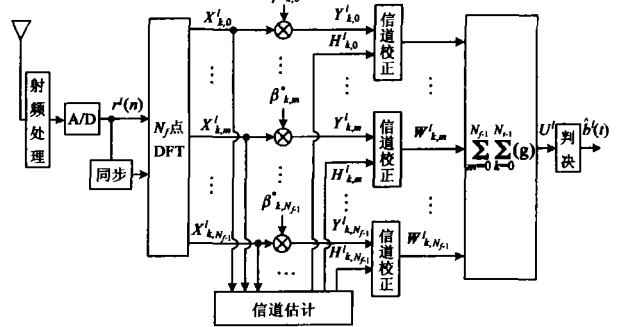 X^l_{k,0}
Y^l_{k,0}
H^l_{k,0}
信道校正
射频处理
A/D
r^l(n)
同步
N_f点
DFT
X^l_{k,m}
β^*_{k,m}
Y^l_{k,m}
H^l_{k,m}
信道校正
W^l_{k,m}
∑_{m=0}^{N_{f-1}} ∑_{k=0}^{N_{t-1}} (g)
U^l
判决
b̂^l(t)
X^l_{k,N_{f-1}}
β^*_{k,N_{f-1}}
Y^l_{k,N_{f-1}}
H^l_{k,N_{f-1}}
信道校正
W^l_{k,N_{f-1}}
信道估计